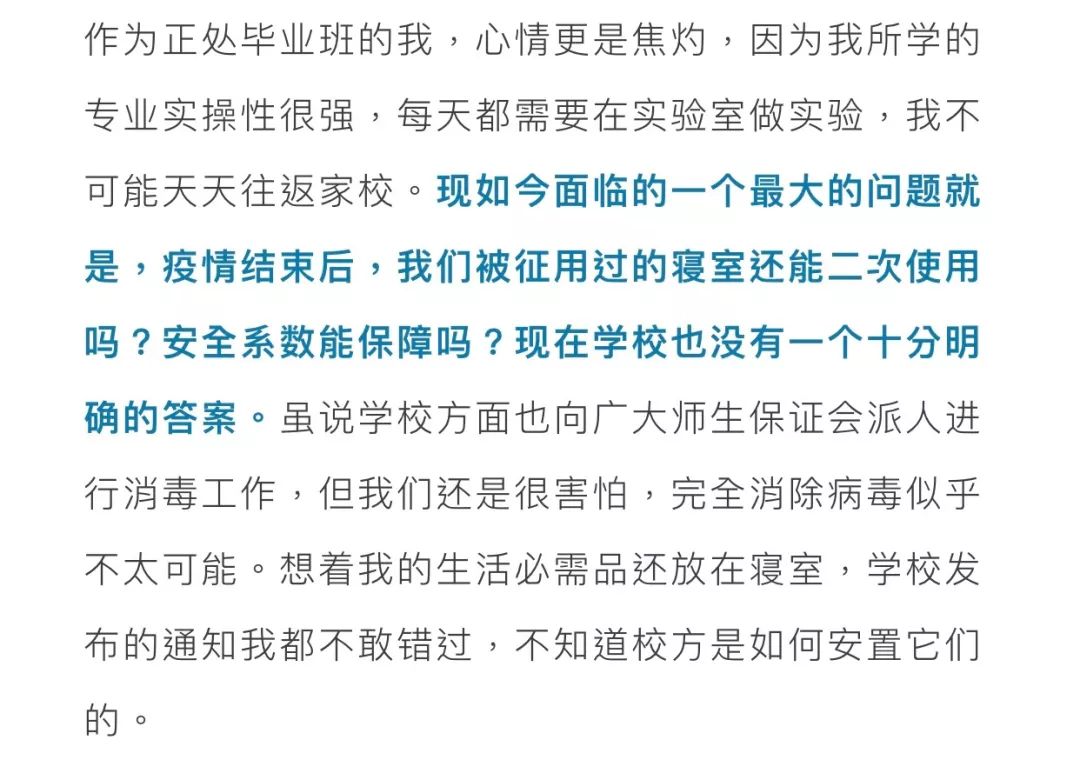 作为正处毕业班的我，心情更是焦灼，因为我所学的
专业实操性很强，每天都需要在实验室做实验，我不
可能天天往返家校。现如今面临的一个最大的问题就
是，疫情结束后，我们被征用过的寝室还能二次使用
吗？安全系数能保障吗？现在学校也没有一个十分明
确的答案。虽说学校方面也向广大师生保证会派人进
行消毒工作，但我们还是很害怕，完全消除病毒似乎
不太可能。想着我的生活必需品还放在寝室，学校发
布的通知我都不敢错过，不知道校方是如何安置它们
的。